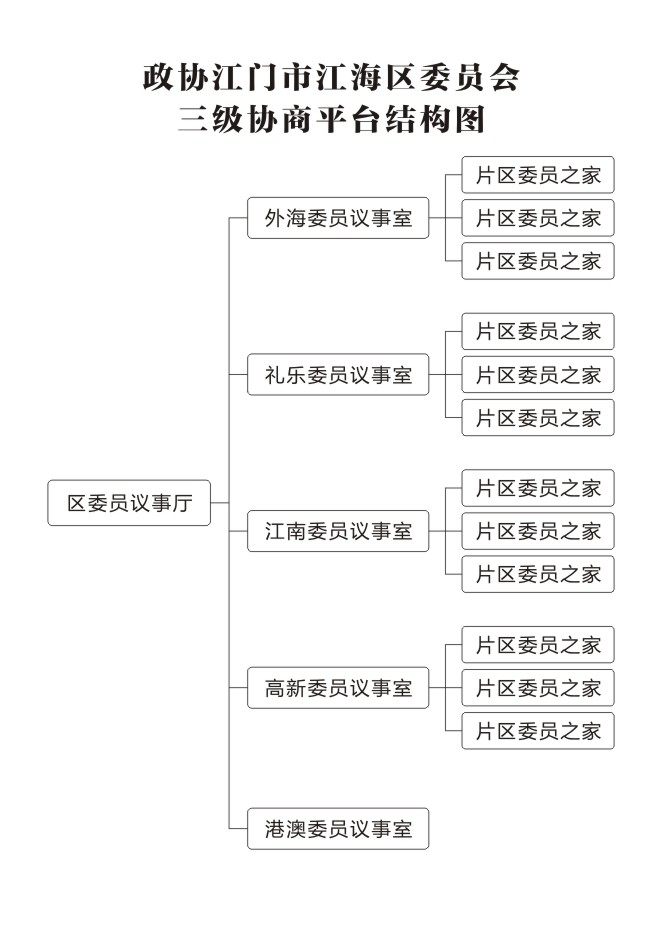 政协江门市江海区委员会
三级协商平台结构图
区委员议事厅
外海委员议事室
片区委员之家
片区委员之家
片区委员之家
礼乐委员议事室
片区委员之家
片区委员之家
片区委员之家
江南委员议事室
片区委员之家
片区委员之家
片区委员之家
高新委员议事室
片区委员之家
片区委员之家
片区委员之家
港澳委员议事室